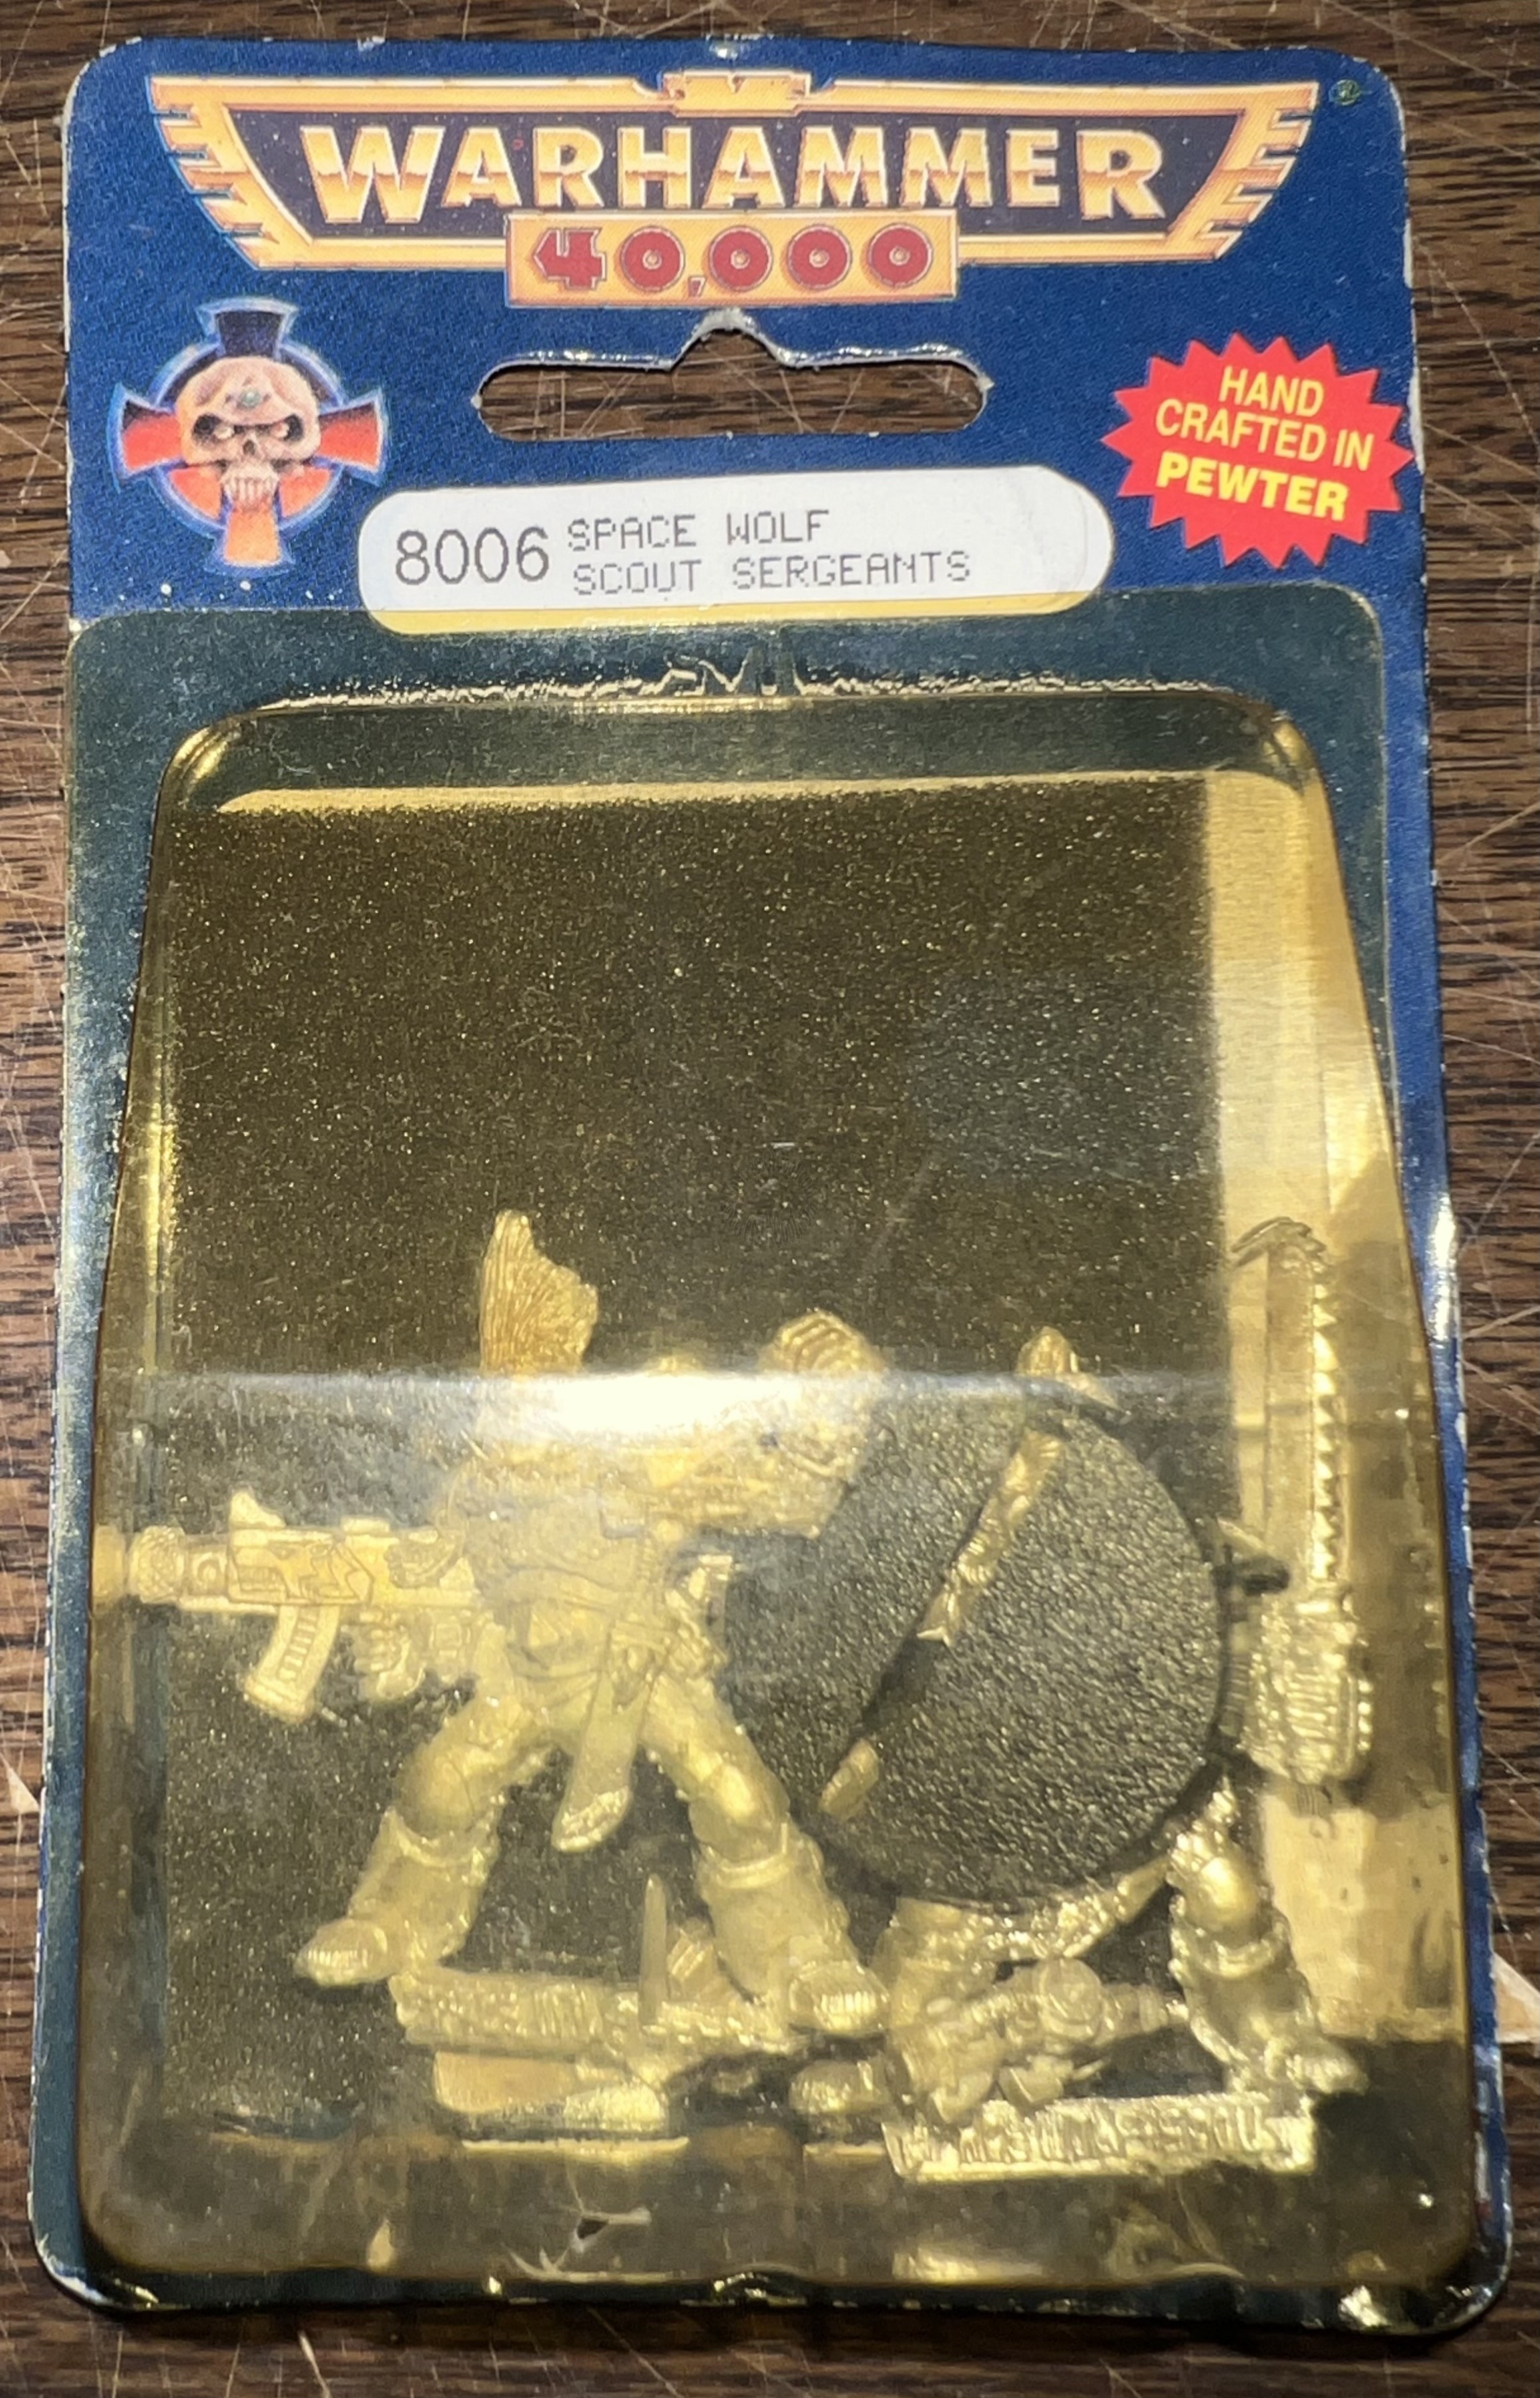 WARHAMMER
40,000
HAND
CRAFTED IN
PEWTER
8006 SPACE WOLF
SCOUT SERGEANTS